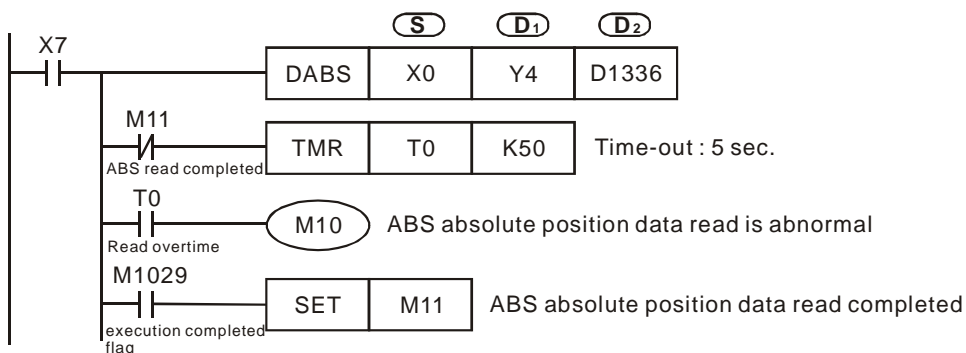 S D1 D2
X7
DABS X0 Y4 D1336
M11
TMR T0 K50 Time-out : 5 sec.
ABS read completed
T0
M10 ABS absolute position data read is abnormal
Read overtime
M1029
SET M11 ABS absolute position data read completed
execution completed
flag